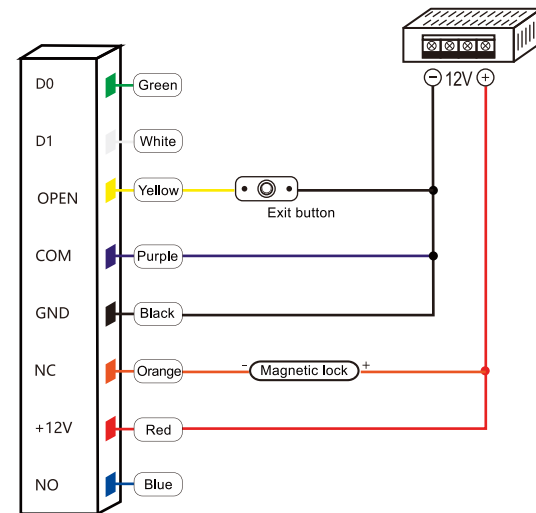 − 12V +
D0 Green
D1 White
OPEN Yellow
Exit button
COM Purple
GND Black
NC Orange - Magnetic lock +
+12V Red
NO Blue